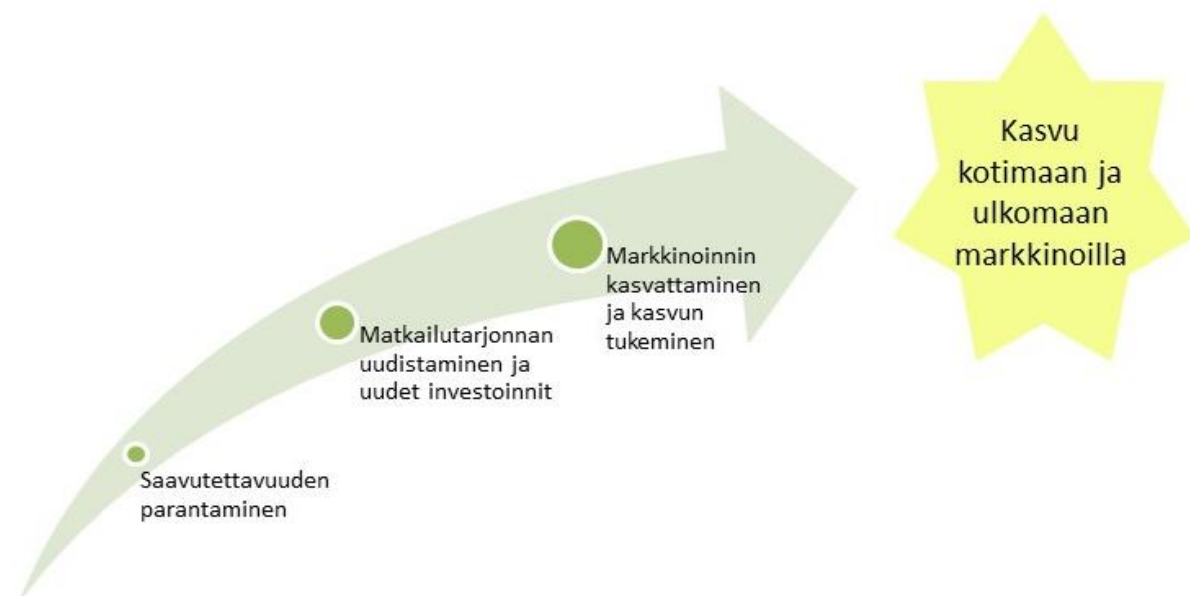 Kasvu
kotimaan ja
ulkomaan
markkinoilla
Markkinoinnin
kasvattaminen
ja kasvun
tukeminen
Matkailutarjonnan
uudistaminen ja
uudet investoinnit
Saavutettavuuden
parantaminen